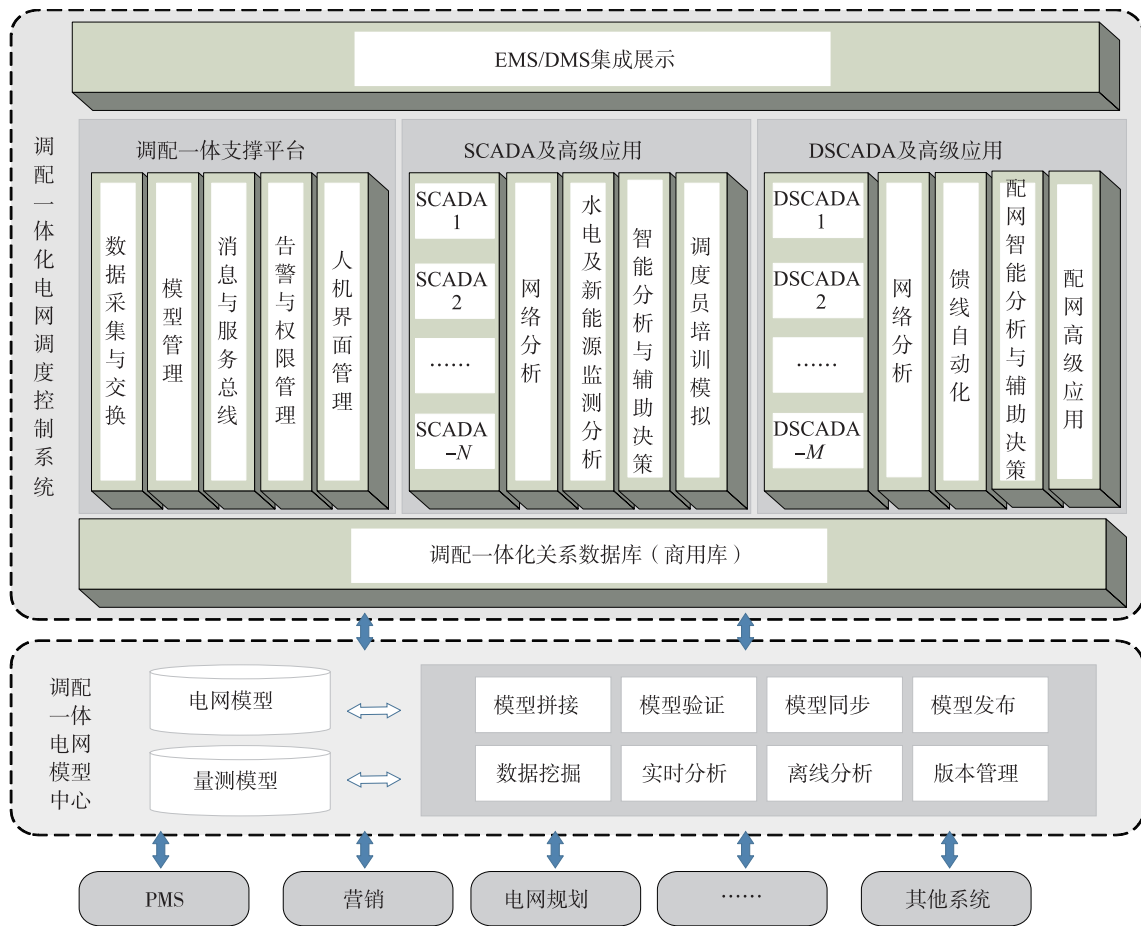 EMS/DMS集成展示
调配一体化电网调度控制系统
调配一体支撑平台
数据采集与交换
模型管理
消息与服务总线
告警与权限管理
人机界面管理
SCADA及高级应用
SCADA
1
SCADA
2
……
SCADA
-N
网络分析
水电及新能源监测分析
智能分析与辅助决策
调度员培训模拟
DSCADA及高级应用
DSCADA
1
DSCADA
2
……
DSCADA
-M
网络分析
馈线自动化
配网智能分析与辅助决策
配网高级应用
调配一体化关系数据库（商用库）
调配
一体
电网
模型
中心
电网模型
量测模型
模型拼接
模型验证
模型同步
模型发布
数据挖掘
实时分析
离线分析
版本管理
PMS
营销
电网规划
……
其他系统